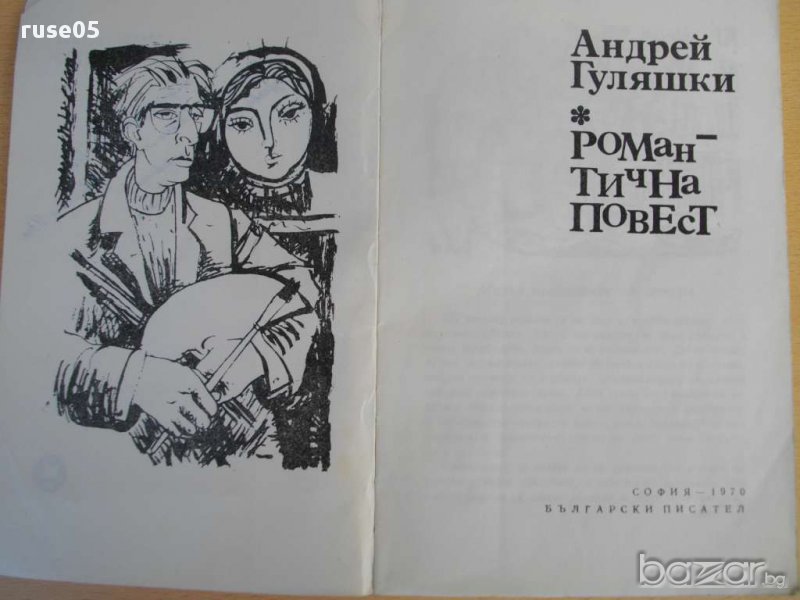 ruse05
Андрей
Гуляшки
*
РОМАН–
ТИЧНА
ПОВЕСТ
СОФИЯ — 1970
БЪЛГАРСКИ ПИСАТЕЛ
bazar.bg